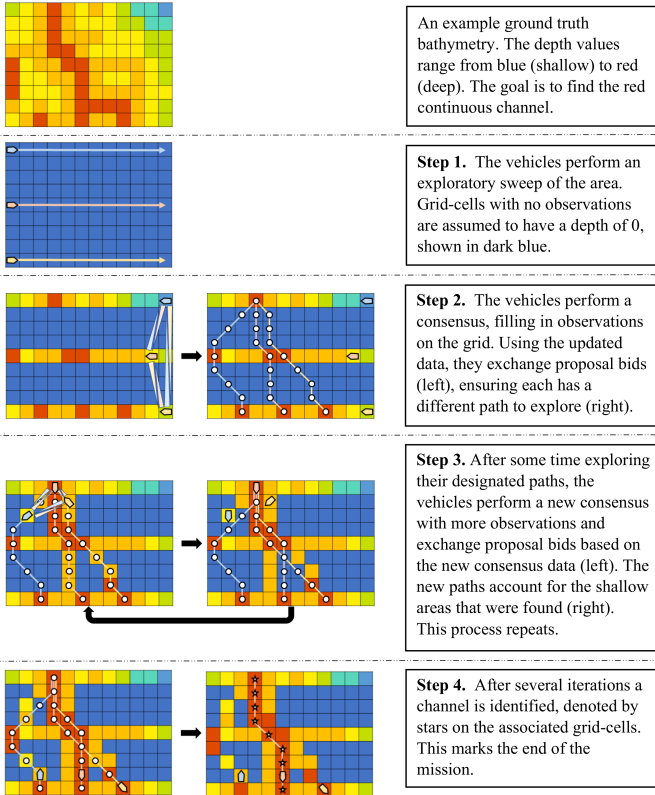 An example ground truth
bathymetry. The depth values
range from blue (shallow) to red
(deep). The goal is to find the red
continuous channel.
Step 1. The vehicles perform an
exploratory sweep of the area.
Grid-cells with no observations
are assumed to have a depth of 0,
shown in dark blue.
Step 2. The vehicles perform a
consensus, filling in observations
on the grid. Using the updated
data, they exchange proposal bids
(left), ensuring each has a
different path to explore (right).
Step 3. After some time exploring
their designated paths, the
vehicles perform a new consensus
with more observations and
exchange proposal bids based on
the new consensus data (left). The
new paths account for the shallow
areas that were found (right).
This process repeats.
Step 4. After several iterations a
channel is identified, denoted by
stars on the associated grid-cells.
This marks the end of the
mission.